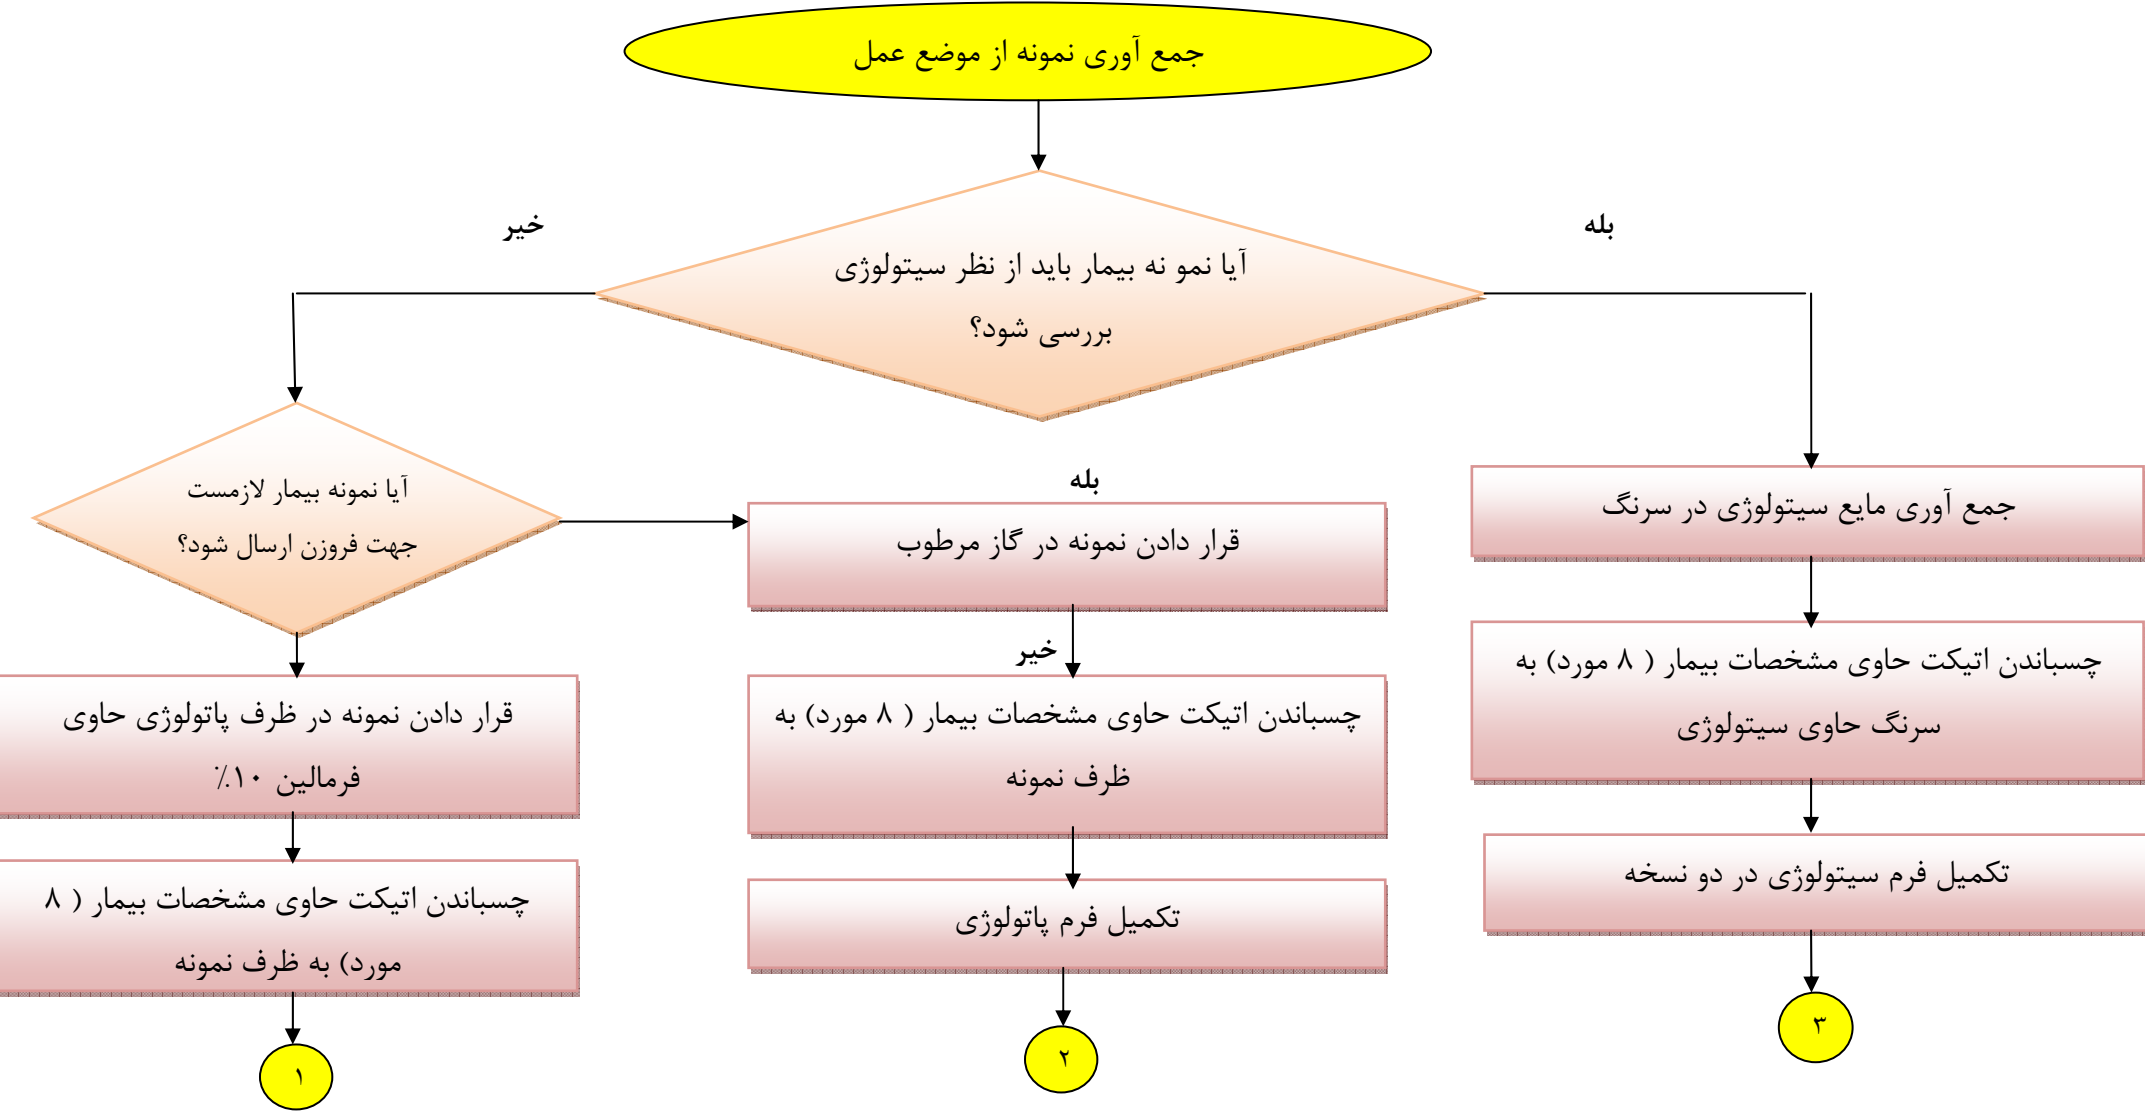 جمع آوری نمونه از موضع عمل
بله
خیر
آیا نمو نه بیمار باید از نظر سیتولوژی
بررسی شود؟
جمع آوری مایع سیتولوژی در سرنگ
چسباندن اتیکت حاوی مشخصات بیمار ( ۸ مورد) به
سرنگ حاوی سیتولوژی
تکمیل فرم سیتولوژی در دو نسخه
۳
بله
قرار دادن نمونه در گاز مرطوب
خیر
چسباندن اتیکت حاوی مشخصات بیمار ( ۸ مورد) به
ظرف نمونه
تکمیل فرم پاتولوژی
۲
آیا نمونه بیمار لازمست
جهت فروزن ارسال شود؟
قرار دادن نمونه در ظرف پاتولوژی حاوی
فرمالین ۱۰٪
چسباندن اتیکت حاوی مشخصات بیمار ( ۸
مورد) به ظرف نمونه
۱